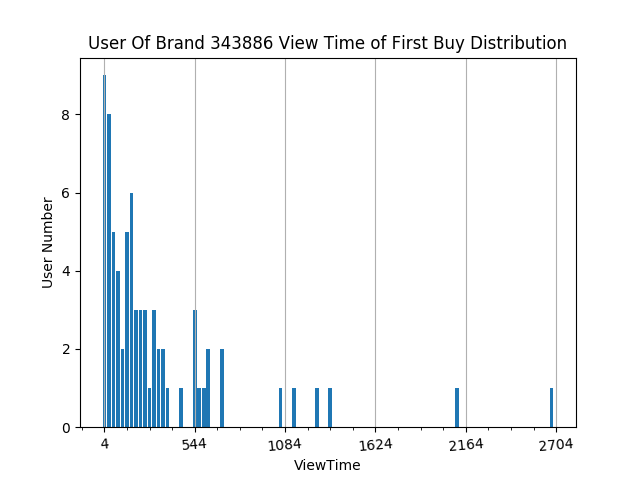 User Of Brand 343886 View Time of First Buy Distribution
8
6
4
2
0
User Number
4 544 1084 1624 2164 2704
ViewTime